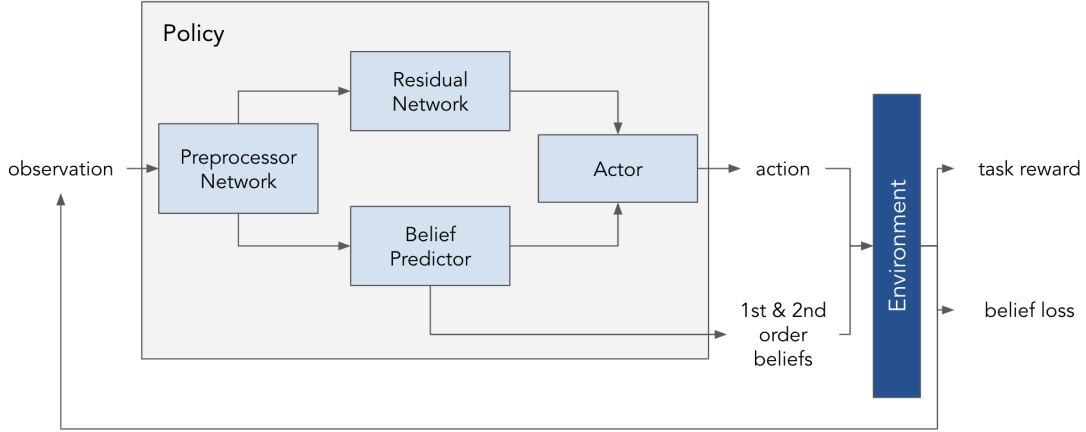 Policy
Residual
Network
Preprocessor
Network
observation
Actor
action
Belief
Predictor
1st & 2nd
order
beliefs
Environment
task reward
belief loss